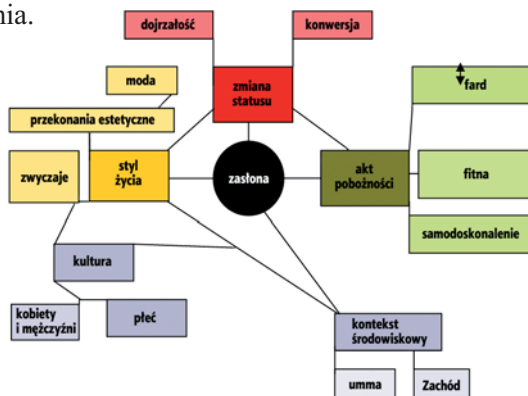 nia.
dojrzałość
konwersja
zmiana
statusu
moda
fard
przekonania estetyczne
zwyczaje
styl
życia
zasłona
akt
pobożności
fitna
samodoskonalenie
kultura
kobiety
i mężczyźni
płeć
kontekst
środowiskowy
umma
Zachód